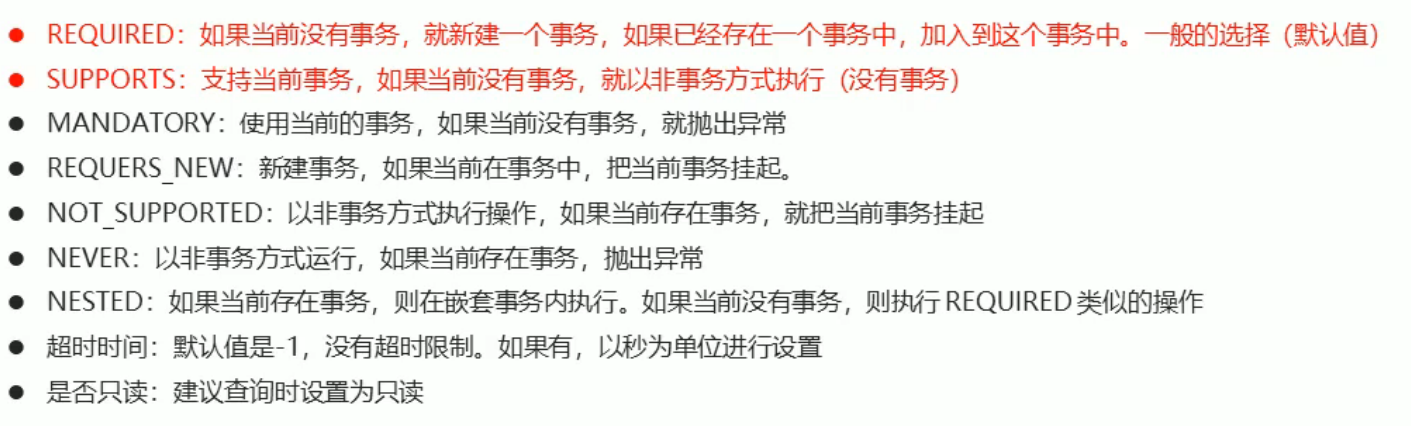 ● REQUIRED：如果当前没有事务，就新建一个事务，如果已经存在一个事务中，加入到这个事务中。一般的选择（默认值）
● SUPPORTS：支持当前事务，如果当前没有事务，就以非事务方式执行（没有事务）
● MANDATORY：使用当前的事务，如果当前没有事务，就抛出异常
● REQUERS_NEW：新建事务，如果当前在事务中，把当前事务挂起。
● NOT_SUPPORTED：以非事务方式执行操作，如果当前存在事务，就把当前事务挂起
● NEVER：以非事务方式运行，如果当前存在事务，抛出异常
● NESTED：如果当前存在事务，则在嵌套事务内执行。如果当前没有事务，则执行 REQUIRED 类似的操作
● 超时时间：默认值是-1，没有超时限制。如果有，以秒为单位进行设置
● 是否只读：建议查询时设置为只读